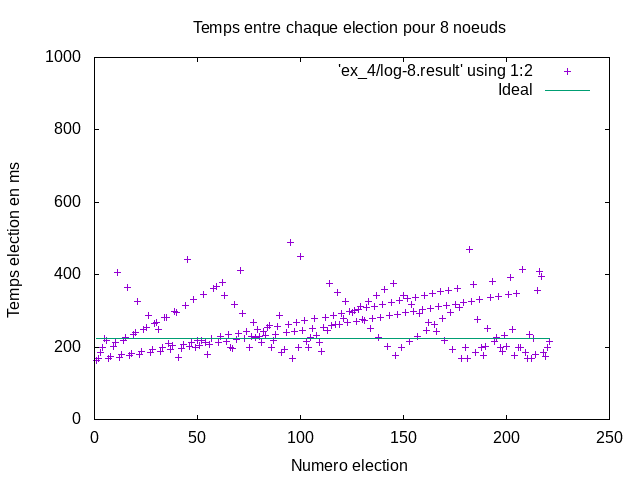 Temps entre chaque election pour 8 noeuds
'ex_4/log-8.result' using 1:2
Ideal
Temps election en ms
1000
800
600
400
200
0
0 50 100 150 200 250
Numero election